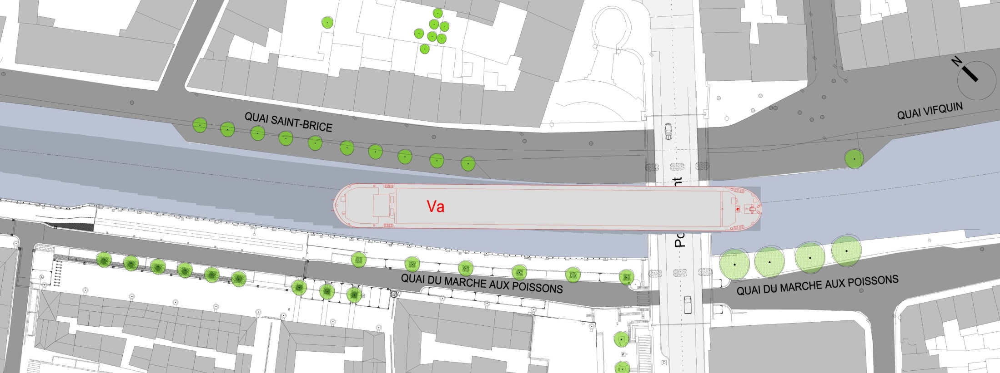 N
QUAI VIFQUIN
QUAI SAINT-BRICE
Va
QUAI DU MARCHE AUX POISSONS
QUAI DU MARCHE AUX POISSONS